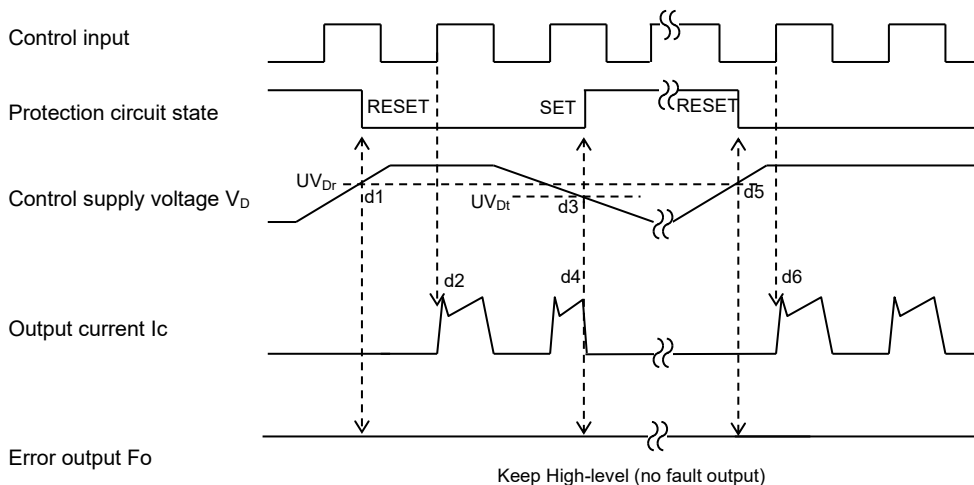 Control input
Protection circuit state
RESET
SET
RESET
Control supply voltage VD
UVDr
d1
UVDt
d3
d5
d2
d4
d6
Output current Ic
Error output Fo
Keep High-level (no fault output)